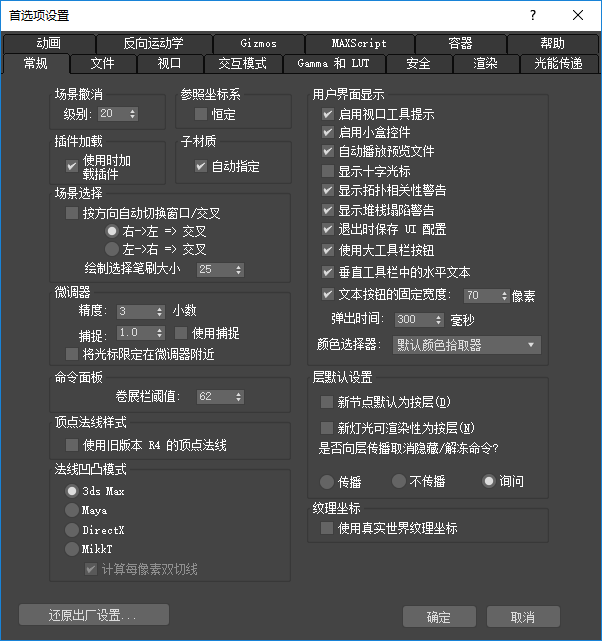 首选项设置
动画 反向运动学 Gizmos MAXScript 容器 帮助
常规 文件 视口 交互模式 Gamma 和 LUT 安全 渲染 光能传递
场景撤消
级别: 20
参照坐标系
恒定
插件加载
使用时加
载插件
子材质
自动指定
场景选择
按方向自动切换窗口/交叉
右->左 => 交叉
左->右 => 交叉
绘制选择笔刷大小 25
微调器
精度: 3 小数
捕捉: 1.0 使用捕捉
将光标限定在微调器附近
命令面板
卷展栏阈值: 62
顶点法线样式
使用旧版本 R4 的顶点法线
法线凹凸模式
3ds Max
Maya
DirectX
MikkT
计算每像素双切线
用户界面显示
启用视口工具提示
启用小盒控件
自动播放预览文件
显示十字光标
显示拓扑相关性警告
显示堆栈塌陷警告
退出时保存 UI 配置
使用大工具栏按钮
垂直工具栏中的水平文本
文本按钮的固定宽度: 70 像素
弹出时间: 300 毫秒
颜色选择器: 默认颜色拾取器
层默认设置
新节点默认为按层(D)
新灯光可渲染性为按层(N)
是否向层传播取消隐藏/解冻命令?
传播 不传播 询问
纹理坐标
使用真实世界纹理坐标
还原出厂设置... 确定 取消